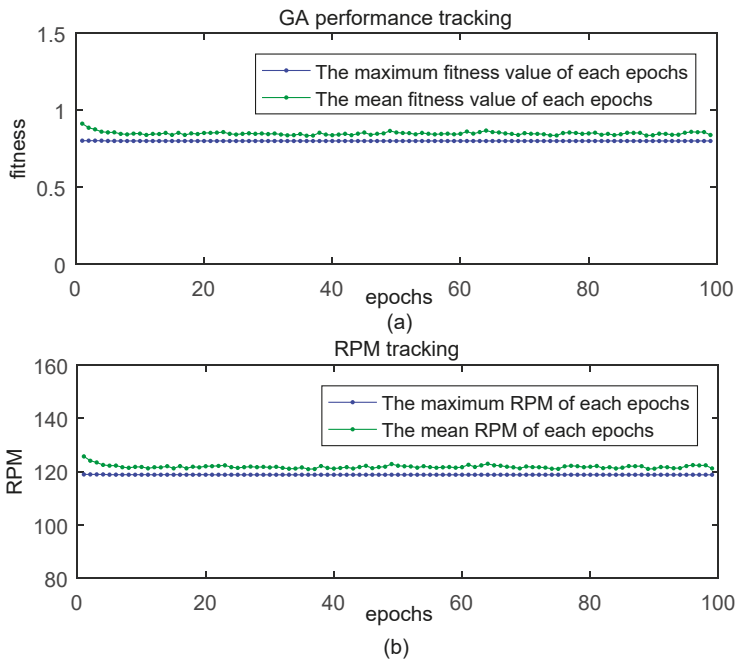 GA performance tracking
1.5
1
0.5
0
fitness
The maximum fitness value of each epochs
The mean fitness value of each epochs
0 20 40 60 80 100
epochs
(a)
RPM tracking
160
140
120
100
80
RPM
The maximum RPM of each epochs
The mean RPM of each epochs
0 20 40 60 80 100
epochs
(b)